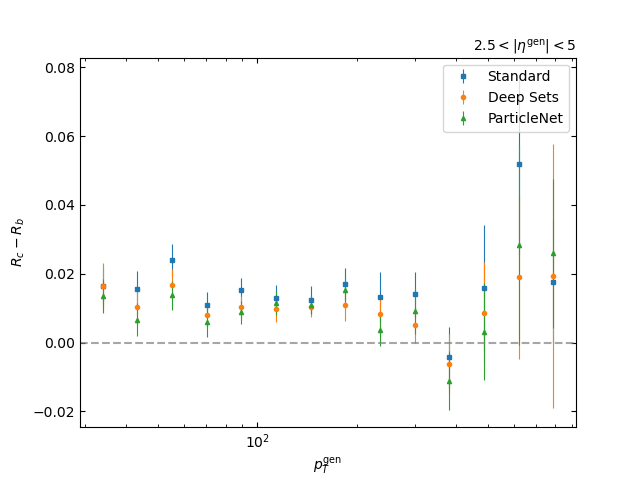 2.5 < |η^gen| < 5
0.08
0.06
0.04
0.02
0.00
−0.02
R_c − R_b
Standard
Deep Sets
ParticleNet
10^2
p_T^gen